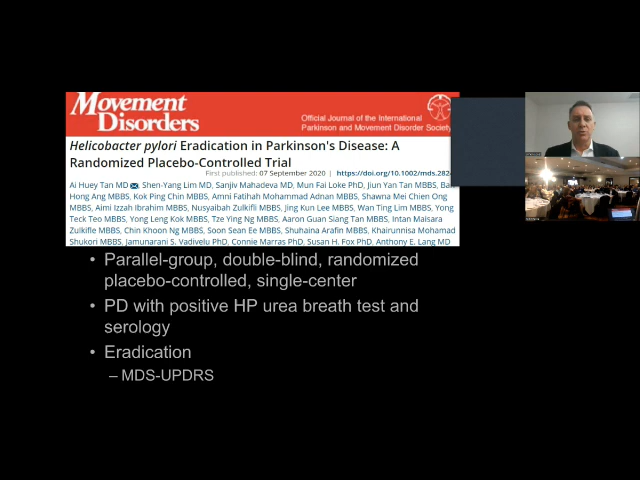 Movement
Disorders
Official Journal of the International
Parkinson and Movement Disorder Society
Helicobacter pylori Eradication in Parkinson's Disease: A
Randomized Placebo-Controlled Trial
First published: 07 September 2020 | https://doi.org/10.1002/mds.282
Ai Huey Tan MD, Shen-Yang Lim MD, Sanjiv Mahadeva MD, Mun Fai Loke PhD, Jiun Yan Tan MBBS, Ban
Hong Ang MBBS, Kok Ping Chin MBBS, Amni Fatihah Mohammad Adnan MBBS, Shawna Mei Chien Ong
MBBS, Aimi Izzah Ibrahim MBBS, Nusyaibah Zulkifli MBBS, Jing Kun Lee MBBS, Wan Ting Lim MBBS, Yong
Teck Teo MBBS, Yong Leng Kok MBBS, Tze Ying Ng MBBS, Aaron Guan Siang Tan MBBS, Intan Maisara
Zulkifle MBBS, Chin Khoon Ng MBBS, Soon Sean Ee MBBS, Shuhaina Arafin MBBS, Khairunnisa Mohamad
Shukori MBBS, Jamunarani S. Vadivelu PhD, Connie Marras PhD, Susan H. Fox PhD, Anthony E. Lang MD
• Parallel-group, double-blind, randomized
placebo-controlled, single-center
• PD with positive HP urea breath test and
serology
• Eradication
– MDS-UPDRS